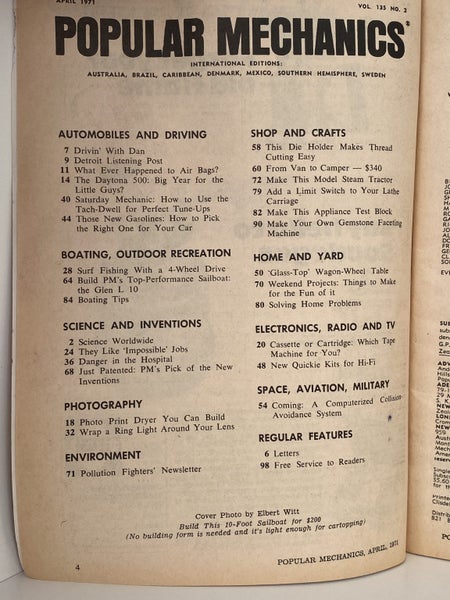 APRIL 1971
VOL. 135 NO. 2
POPULAR MECHANICS®
INTERNATIONAL EDITIONS:
AUSTRALIA, BRAZIL, CARIBBEAN, DENMARK, MEXICO, SOUTHERN HEMISPHERE, SWEDEN
AUTOMOBILES AND DRIVING
7 Drivin' With Dan
9 Detroit Listening Post
11 What Ever Happened to Air Bags?
14 The Daytona 500: Big Year for the
Little Guys?
40 Saturday Mechanic: How to Use the
Tach-Dwell for Perfect Tune-Ups
44 Those New Gasolines: How to Pick
the Right One for Your Car
BOATING, OUTDOOR RECREATION
28 Surf Fishing With a 4-Wheel Drive
64 Build PM's Top-Performance Sailboat:
the Glen L 10
84 Boating Tips
SCIENCE AND INVENTIONS
2 Science Worldwide
24 They Like 'Impossible' Jobs
36 Danger in the Hospital
68 Just Patented: PM's Pick of the New
Inventions
PHOTOGRAPHY
18 Photo Print Dryer You Can Build
32 Wrap a Ring Light Around Your Lens
ENVIRONMENT
71 Pollution Fighters' Newsletter
SHOP AND CRAFTS
58 This Die Holder Makes Thread
Cutting Easy
60 From Van to Camper — $340
72 Make This Model Steam Tractor
79 Add a Limit Switch to Your Lathe
Carriage
82 Make This Appliance Test Block
90 Make Your Own Gemstone Faceting
Machine
HOME AND YARD
50 'Glass-Top' Wagon-Wheel Table
70 Weekend Projects: Things to Make
for the Fun of it
80 Solving Home Problems
ELECTRONICS, RADIO AND TV
20 Cassette or Cartridge: Which Tape
Machine for You?
48 New Quickie Kits for Hi-Fi
SPACE, AVIATION, MILITARY
54 Coming: A Computerized Collision-
Avoidance System
REGULAR FEATURES
6 Letters
98 Free Service to Readers
Cover Photo by Elbert Witt
Build This 10-Foot Sailboat for $200
(No building form is needed and it's light enough for cartopping)
4
POPULAR MECHANICS, APRIL, 1971